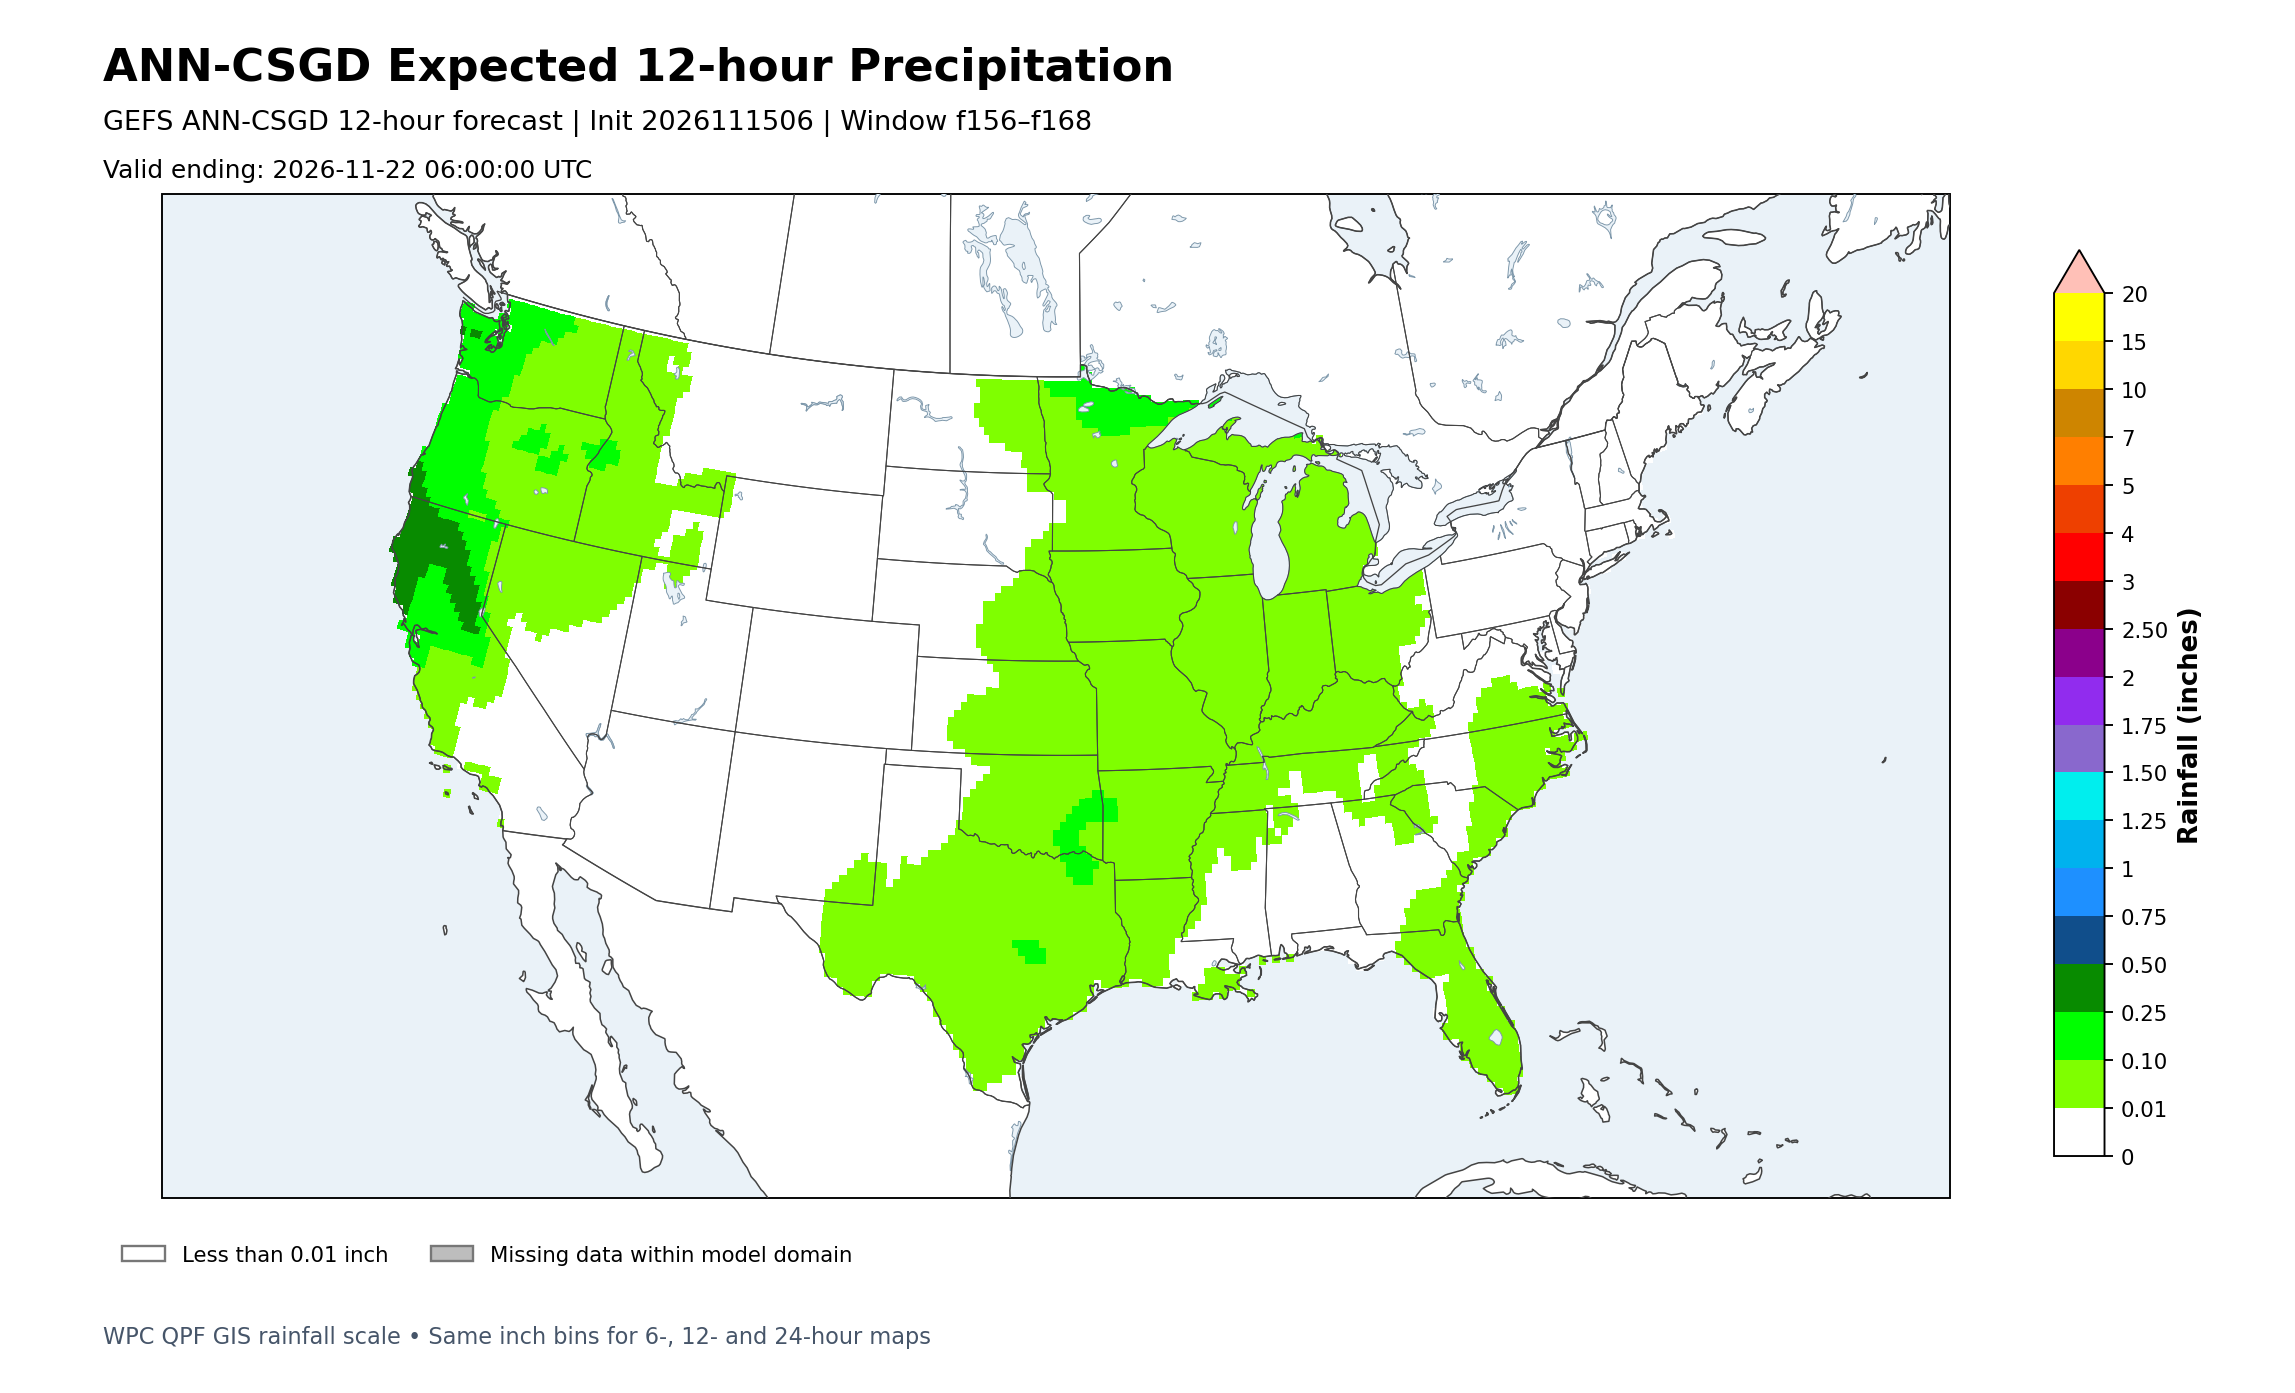 ANN-CSGD Expected 12-hour Precipitation
GEFS ANN-CSGD 12-hour forecast | Init 2026111506 | Window f156–f168
Valid ending: 2026-11-22 06:00:00 UTC
20
15
10
7
5
4
3
2.50
2
1.75
1.50
1.25
1
0.75
0.50
0.25
0.10
0.01
0
Rainfall (inches)
Less than 0.01 inch
Missing data within model domain
WPC QPF GIS rainfall scale • Same inch bins for 6-, 12- and 24-hour maps